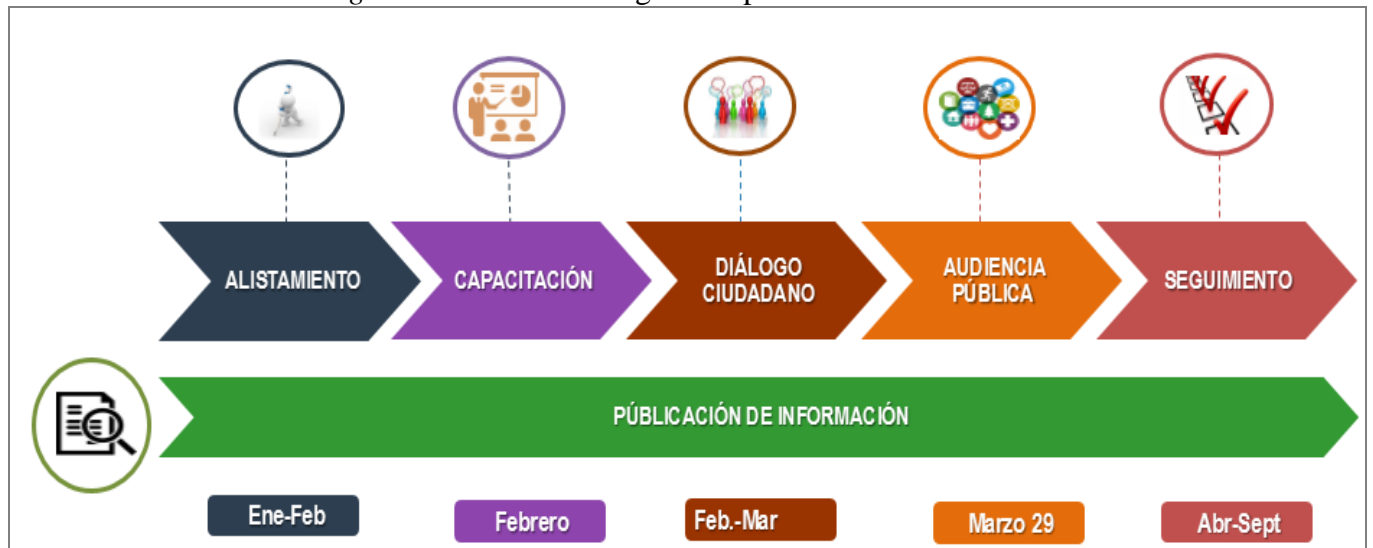 ALISTAMIENTO
CAPACITACIÓN
DIÁLOGO
CIUDADANO
AUDIENCIA
PÚBLICA
SEGUIMIENTO
PÚBLICACIÓN DE INFORMACIÓN
Ene-Feb
Febrero
Feb.-Mar
Marzo 29
Abr-Sept